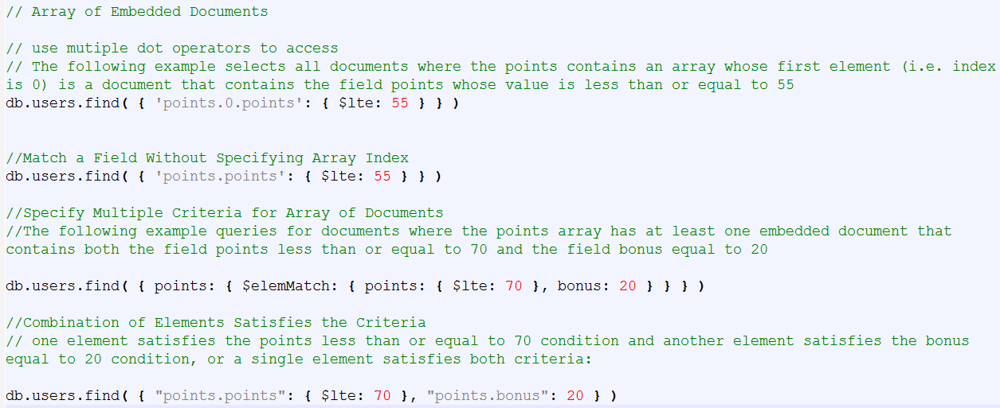 // Array of Embedded Documents
// use mutiple dot operators to access
// The following example selects all documents where the points contains an array whose first element (i.e. index
is 0) is a document that contains the field points whose value is less than or equal to 55
db.users.find( { 'points.0.points': { $lte: 55 } } )
//Match a Field Without Specifying Array Index
db.users.find( { 'points.points': { $lte: 55 } } )
//Specify Multiple Criteria for Array of Documents
//The following example queries for documents where the points array has at least one embedded document that
contains both the field points less than or equal to 70 and the field bonus equal to 20
db.users.find( { points: { $elemMatch: { points: { $lte: 70 }, bonus: 20 } } } )
//Combination of Elements Satisfies the Criteria
// one element satisfies the points less than or equal to 70 condition and another element satisfies the bonus
equal to 20 condition, or a single element satisfies both criteria:
db.users.find( { "points.points": { $lte: 70 }, "points.bonus": 20 } )